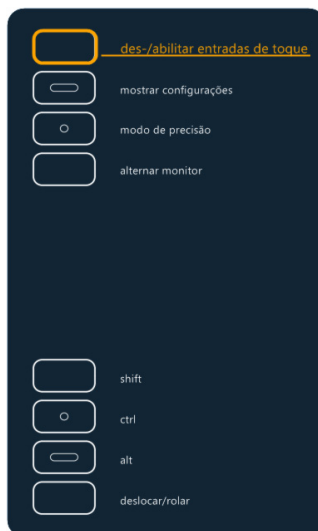 des-/abilitar entradas de toque
mostrar configurações
modo de precisão
alternar monitor
shift
ctrl
alt
deslocar/rolar